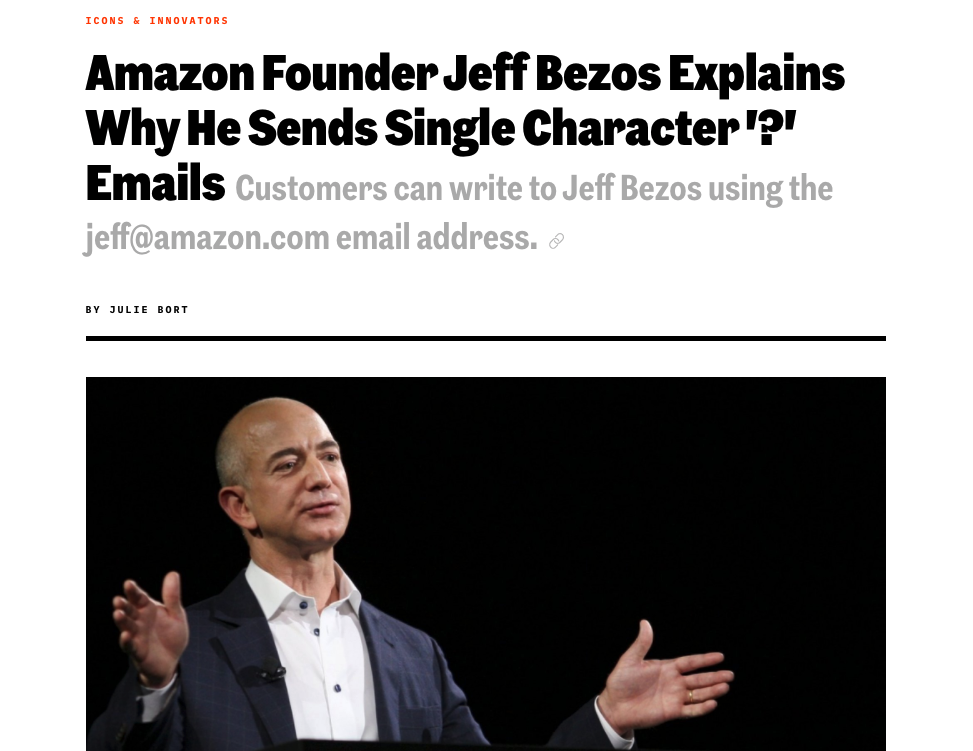 ICONS & INNOVATORS
Amazon Founder Jeff Bezos Explains
Why He Sends Single Character '?'
Emails Customers can write to Jeff Bezos using the
jeff@amazon.com email address.
BY JULIE BORT